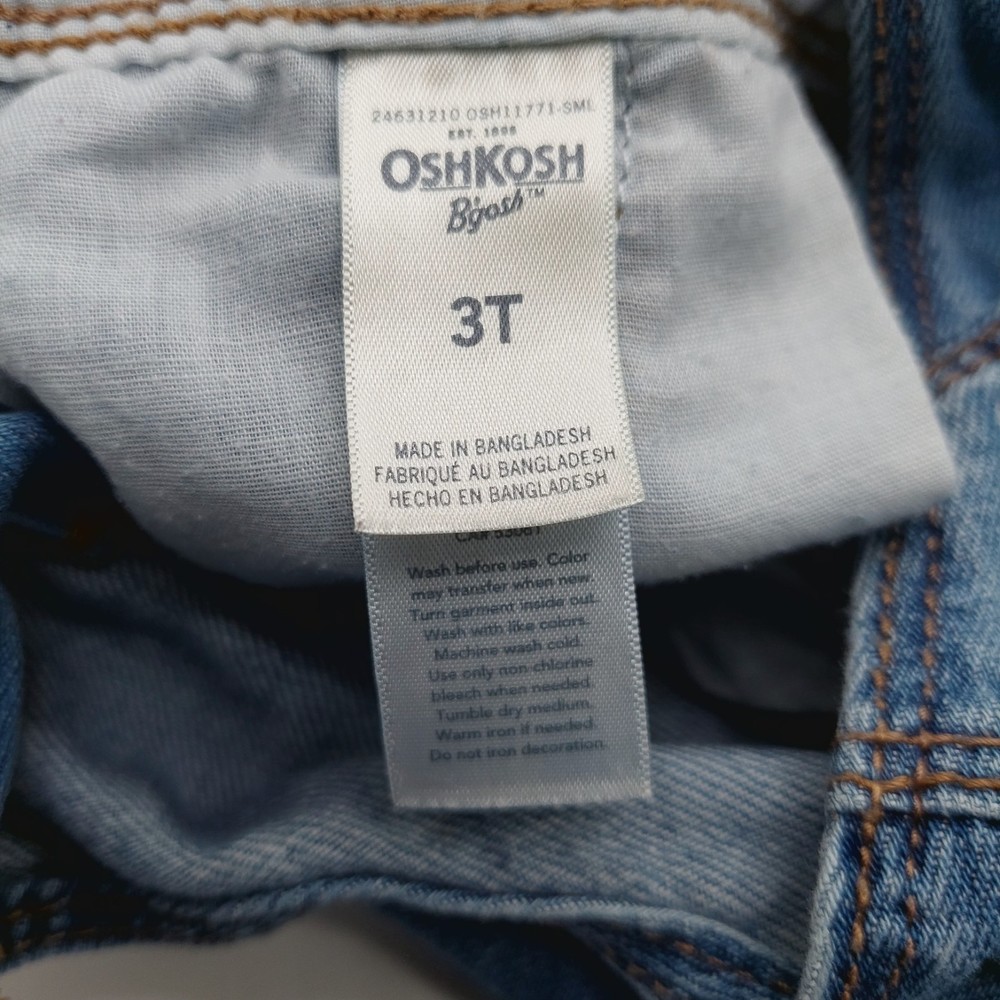 24631210 OSH11771-SML
EST. 1895
OSHKOSH
B'gosh™
3T
MADE IN BANGLADESH
FABRIQUÉ AU BANGLADESH
HECHO EN BANGLADESH
CA# 53061
Wash before use. Color
may transfer when new.
Turn garment inside out.
Wash with like colors.
Machine wash cold.
Use only non-chlorine
bleach when needed.
Tumble dry medium.
Warm iron if needed.
Do not iron decoration.